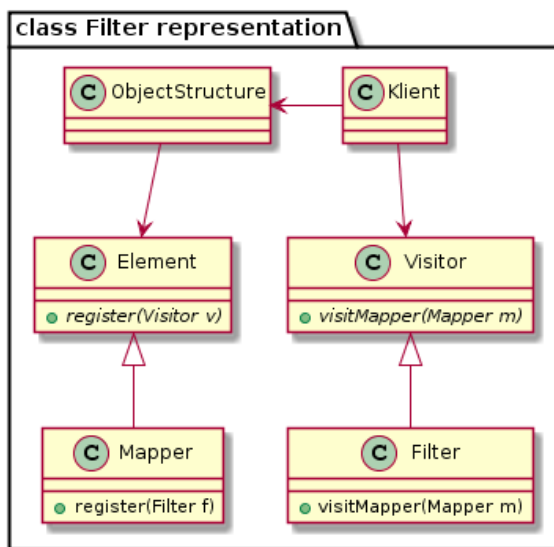 class Filter representation
C ObjectStructure
C Klient
C Element
register(Visitor v)
C Visitor
visitMapper(Mapper m)
C Mapper
register(Filter f)
C Filter
visitMapper(Mapper m)